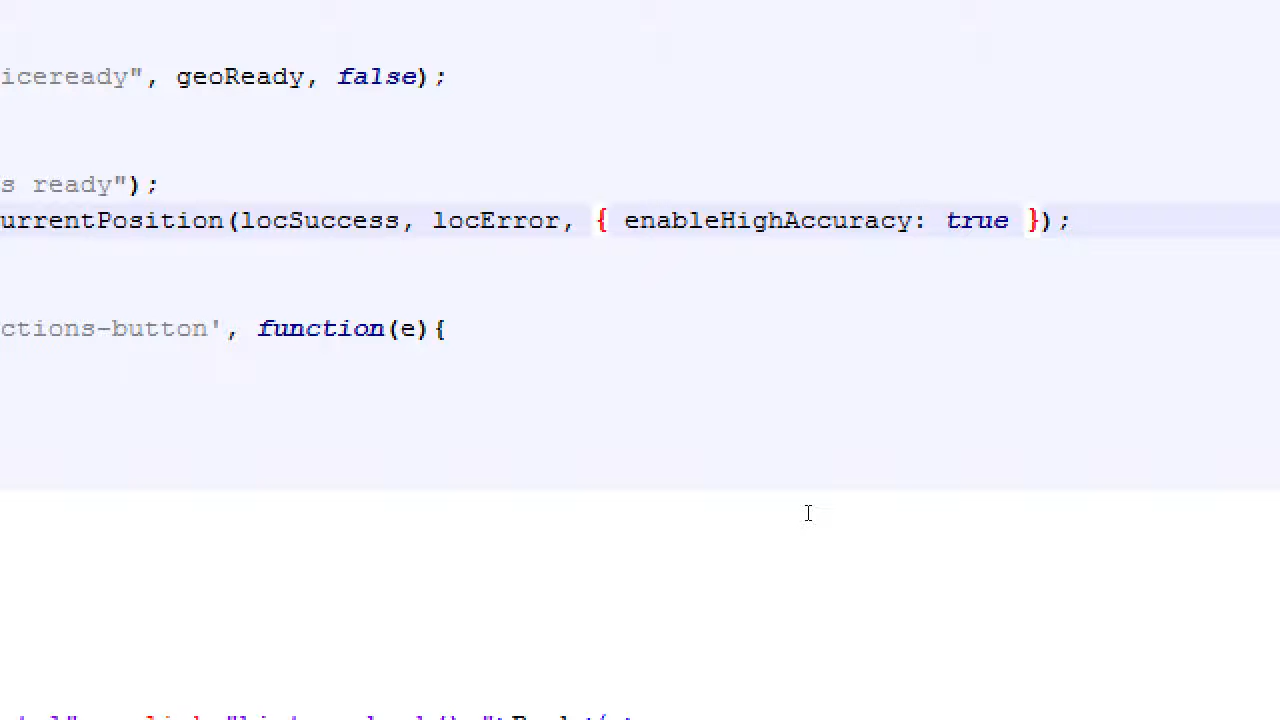 iceready", geoReady, false);
s ready");
urrentPosition(locSuccess, locError, { enableHighAccuracy: true });
ctions-button', function(e){